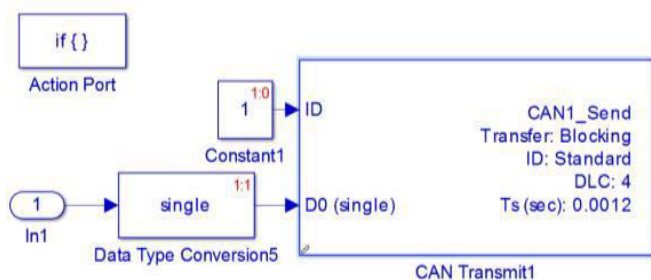 if { }
Action Port
1:0
1
ID
Constant1
CAN1_Send
Transfer: Blocking
ID: Standard
DLC: 4
Ts (sec): 0.0012
1:1
1
single
D0 (single)
In1
Data Type Conversion5
CAN Transmit1